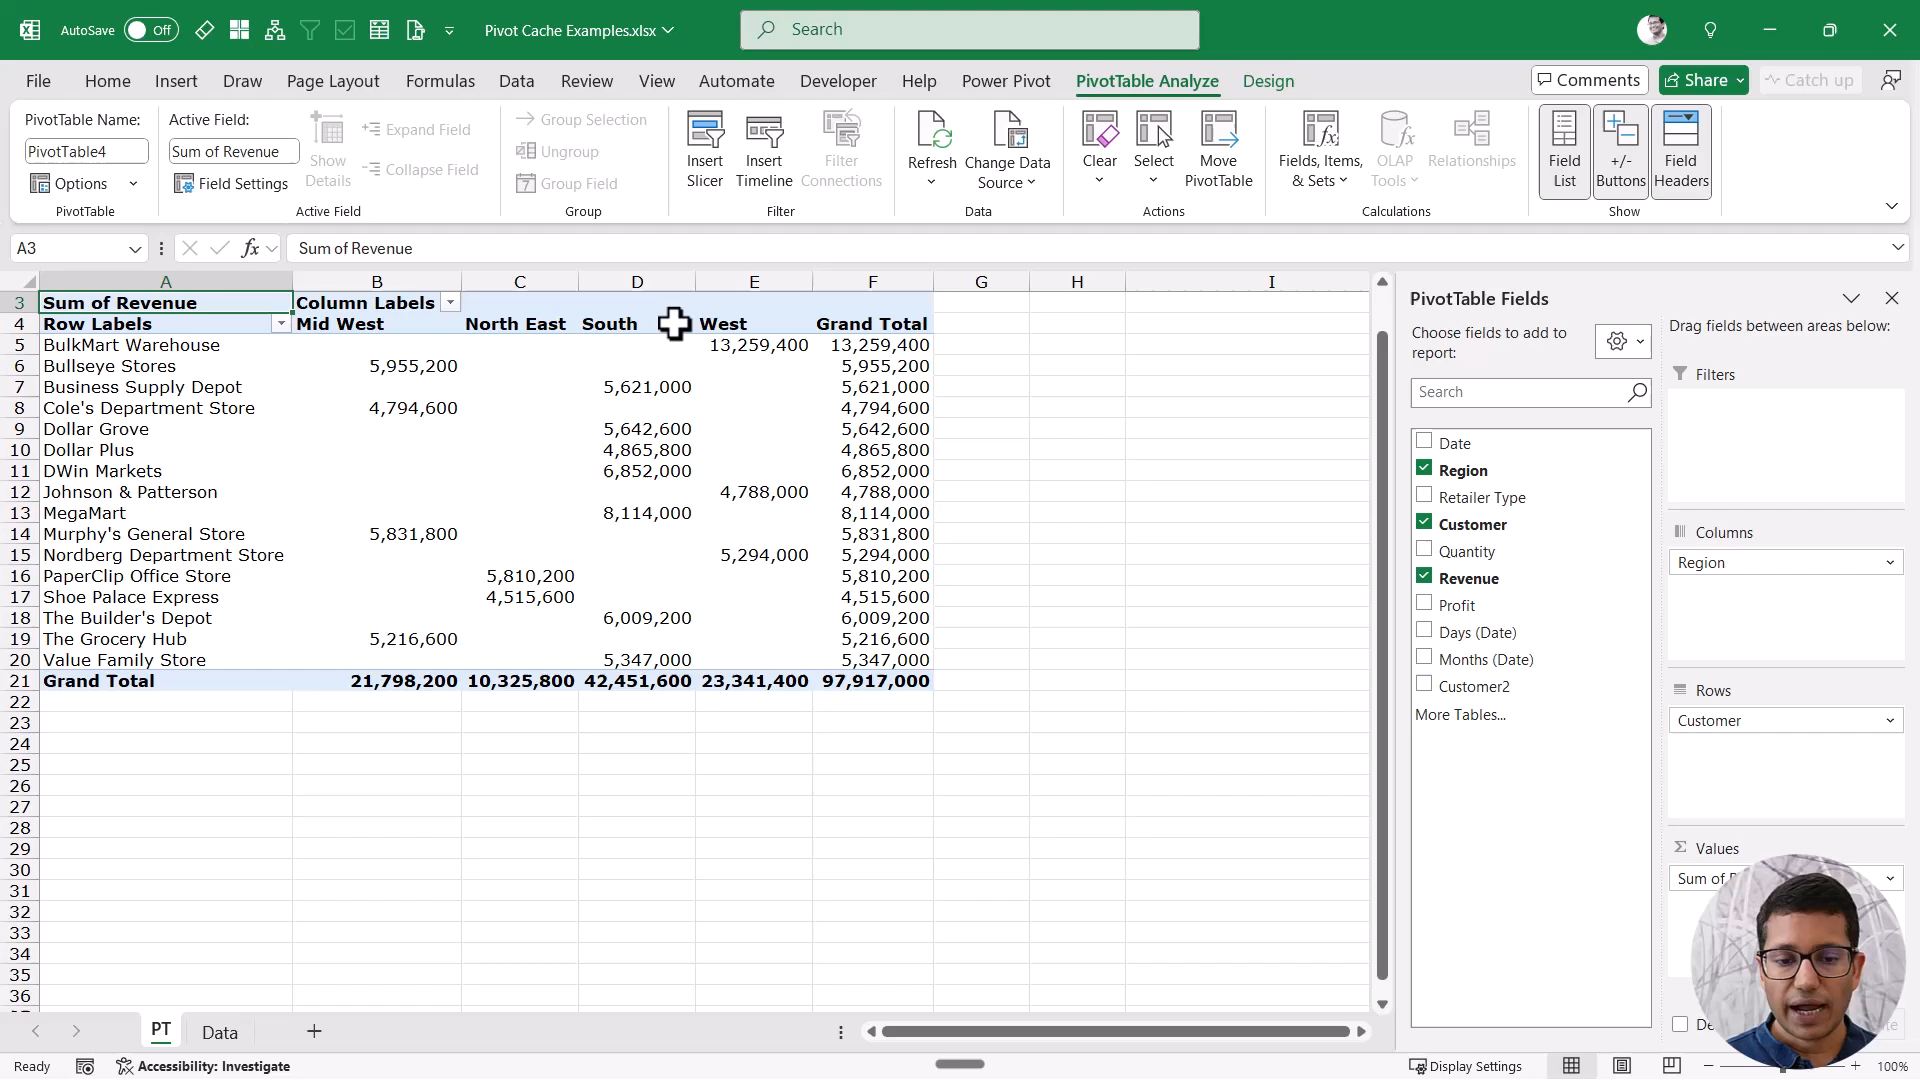 AutoSave Off Pivot Cache Examples.xlsx Search
File Home Insert Draw Page Layout Formulas Data Review View Automate Developer Help Power Pivot PivotTable Analyze Design Comments Share Catch up
PivotTable Name:
PivotTable4
Options
PivotTable
Active Field:
Sum of Revenue
Field Settings
Show Details
Expand Field
Collapse Field
Active Field
Group Selection
Ungroup
Group Field
Group
Insert Slicer
Insert Timeline
Filter Connections
Filter
Refresh
Change Data Source
Data
Clear
Select
Move PivotTable
Actions
Fields, Items, & Sets
OLAP Tools
Relationships
Calculations
Field List
+/- Buttons
Field Headers
Show
A3 fx Sum of Revenue
A B C D E F G H I
3 Sum of Revenue Column Labels
4 Row Labels Mid West North East South West Grand Total
5 BulkMart Warehouse 13,259,400 13,259,400
6 Bullseye Stores 5,955,200 5,955,200
7 Business Supply Depot 5,621,000 5,621,000
8 Cole's Department Store 4,794,600 4,794,600
9 Dollar Grove 5,642,600 5,642,600
10 Dollar Plus 4,865,800 4,865,800
11 DWin Markets 6,852,000 6,852,000
12 Johnson & Patterson 4,788,000 4,788,000
13 MegaMart 8,114,000 8,114,000
14 Murphy's General Store 5,831,800 5,831,800
15 Nordberg Department Store 5,294,000 5,294,000
16 PaperClip Office Store 5,810,200 5,810,200
17 Shoe Palace Express 4,515,600 4,515,600
18 The Builder's Depot 6,009,200 6,009,200
19 The Grocery Hub 5,216,600 5,216,600
20 Value Family Store 5,347,000 5,347,000
21 Grand Total 21,798,200 10,325,800 42,451,600 23,341,400 97,917,000
22
23
24
25
26
27
28
29
30
31
32
33
34
35
36
PivotTable Fields
Choose fields to add to
report:
Search
Date
Region
Retailer Type
Customer
Quantity
Revenue
Profit
Days (Date)
Months (Date)
Customer2
More Tables...
Drag fields between areas below:
Filters
Columns
Region
Rows
Customer
Σ Values
Sum of
PT Data
Ready Accessibility: Investigate Display Settings 100%